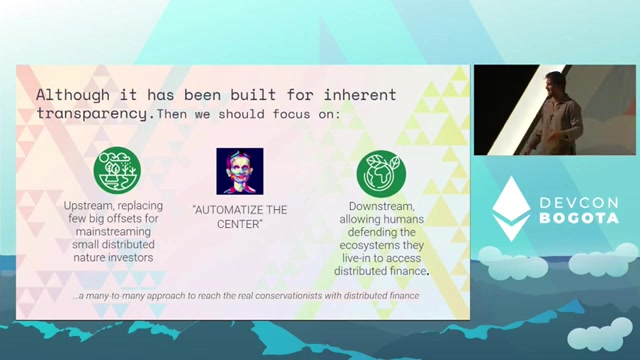 Although it has been built for inherent
transparency.Then we should focus on:
Upstream, replacing
few big offsets for
mainstreaming
small distributed
nature investors
"AUTOMATIZE THE
CENTER"
Downstream,
allowing humans
defending the
ecosystems they
live-in to access
distributed finance.
...a many-to-many approach to reach the real conservationists with distributed finance
DEVCON
BOGOTA